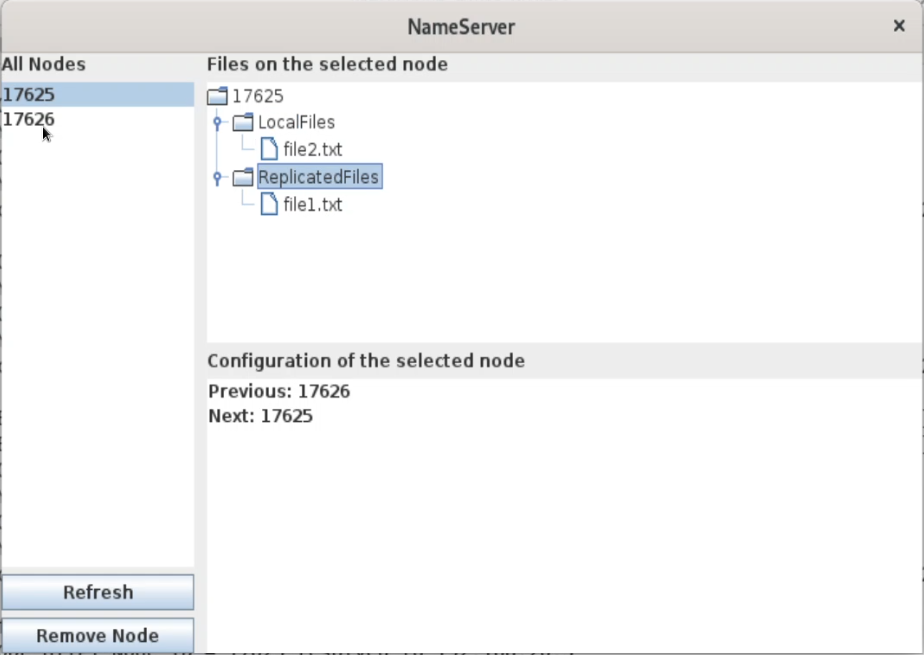 NameServer
×
All Nodes
17625
17626
Files on the selected node
17625
LocalFiles
file2.txt
ReplicatedFiles
file1.txt
Configuration of the selected node
Previous: 17626
Next: 17625
Refresh
Remove Node